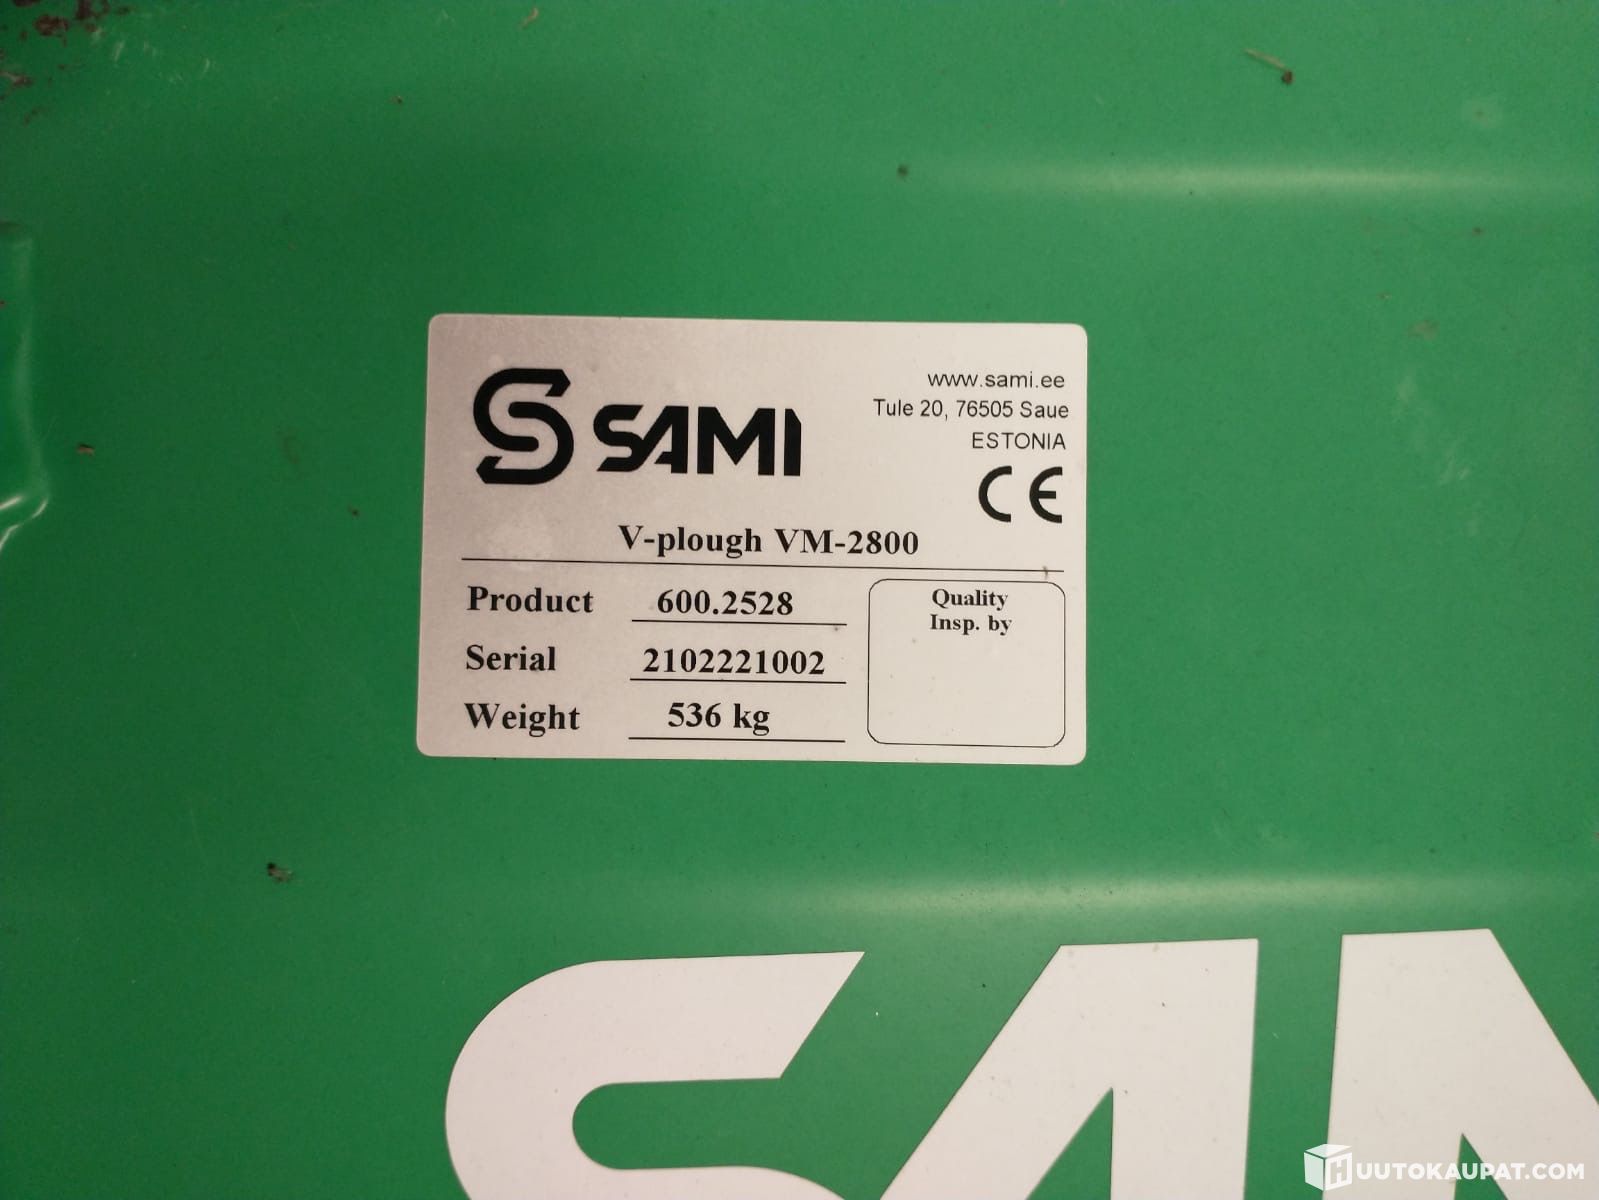 SAMI
www.sami.ee
Tule 20, 76505 Saue
ESTONIA
CE
V-plough VM-2800
Product 600.2528
Serial 2102221002
Weight 536 kg
Quality
Insp. by
SAM
HUUTOKAUPAT.COM